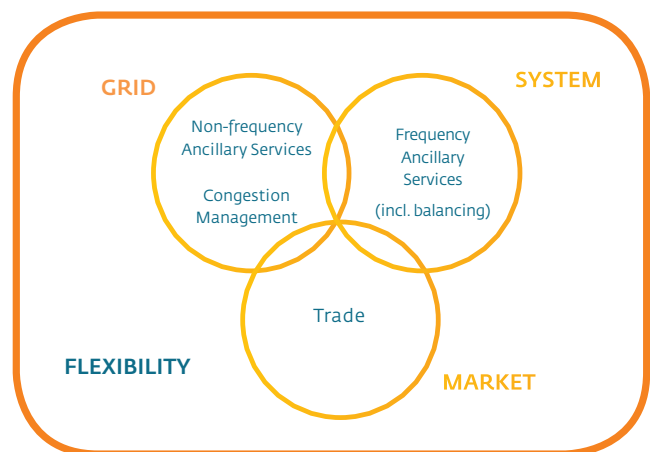 GRID
SYSTEM
Non-frequency
Ancillary Services
Congestion
Management
Frequency
Ancillary
Services
(incl. balancing)
Trade
FLEXIBILITY
MARKET